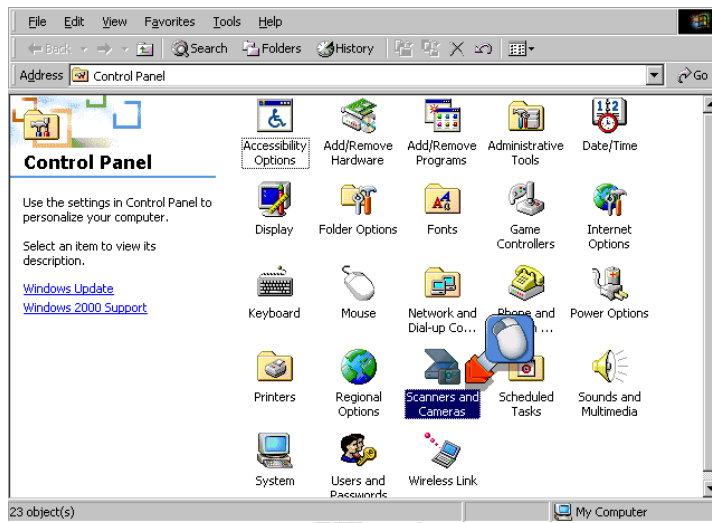 File Edit View Favorites Tools Help
Back Search Folders History
Address Control Panel Go
Control Panel
Use the settings in Control Panel to
personalize your computer.
Select an item to view its
description.
Windows Update
Windows 2000 Support
Accessibility
Options
Add/Remove
Hardware
Add/Remove
Programs
Administrative
Tools
Date/Time
Display
Folder Options
Fonts
Game
Controllers
Internet
Options
Keyboard
Mouse
Network and
Dial-up Co...
Phone and
...
Power Options
Printers
Regional
Options
Scanners and
Cameras
Scheduled
Tasks
Sounds and
Multimedia
System
Users and
Passwords
Wireless Link
23 object(s) My Computer